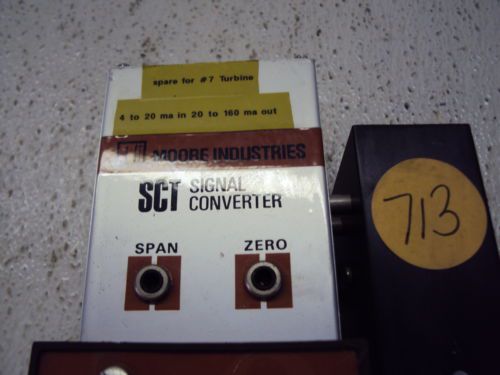 spare for #7 Turbine
4 to 20 ma in 20 to 160 ma out
MOORE INDUSTRIES
SCT SIGNAL CONVERTER
SPAN ZERO
713